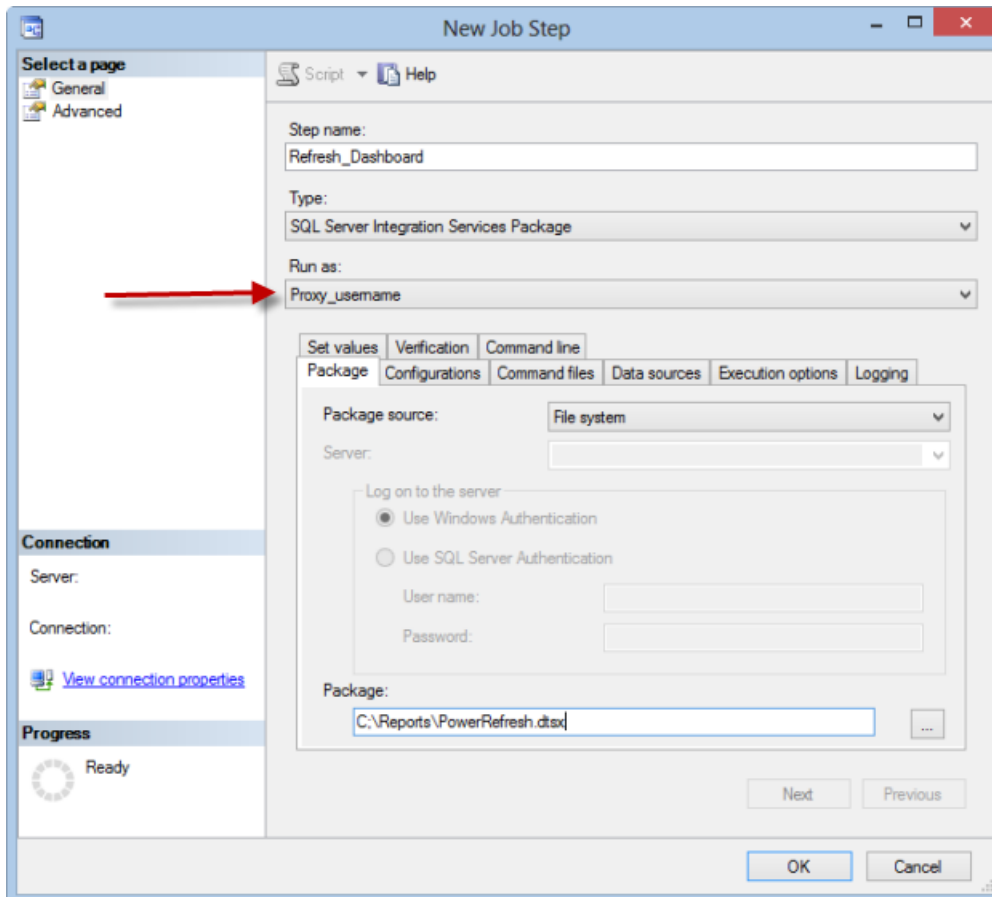 New Job Step
Select a page
General
Advanced
Script
Help
Step name:
Refresh_Dashboard
Type:
SQL Server Integration Services Package
Run as:
Proxy_username
Set values
Verification
Command line
Package
Configurations
Command files
Data sources
Execution options
Logging
Package source:
File system
Server:
Log on to the server
Use Windows Authentication
Use SQL Server Authentication
User name:
Password:
Package:
C:\Reports\PowerRefresh.dtsx
...
Connection
Server:
Connection:
View connection properties
Progress
Ready
Next
Previous
OK
Cancel